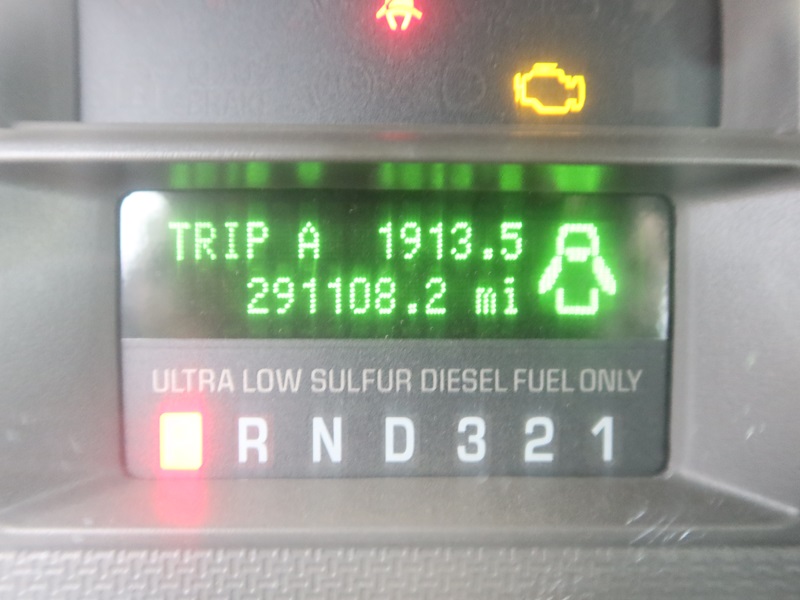 TRIP A 1913.5
291108.2 mi
ULTRA LOW SULFUR DIESEL FUEL ONLY
R N D 3 2 1